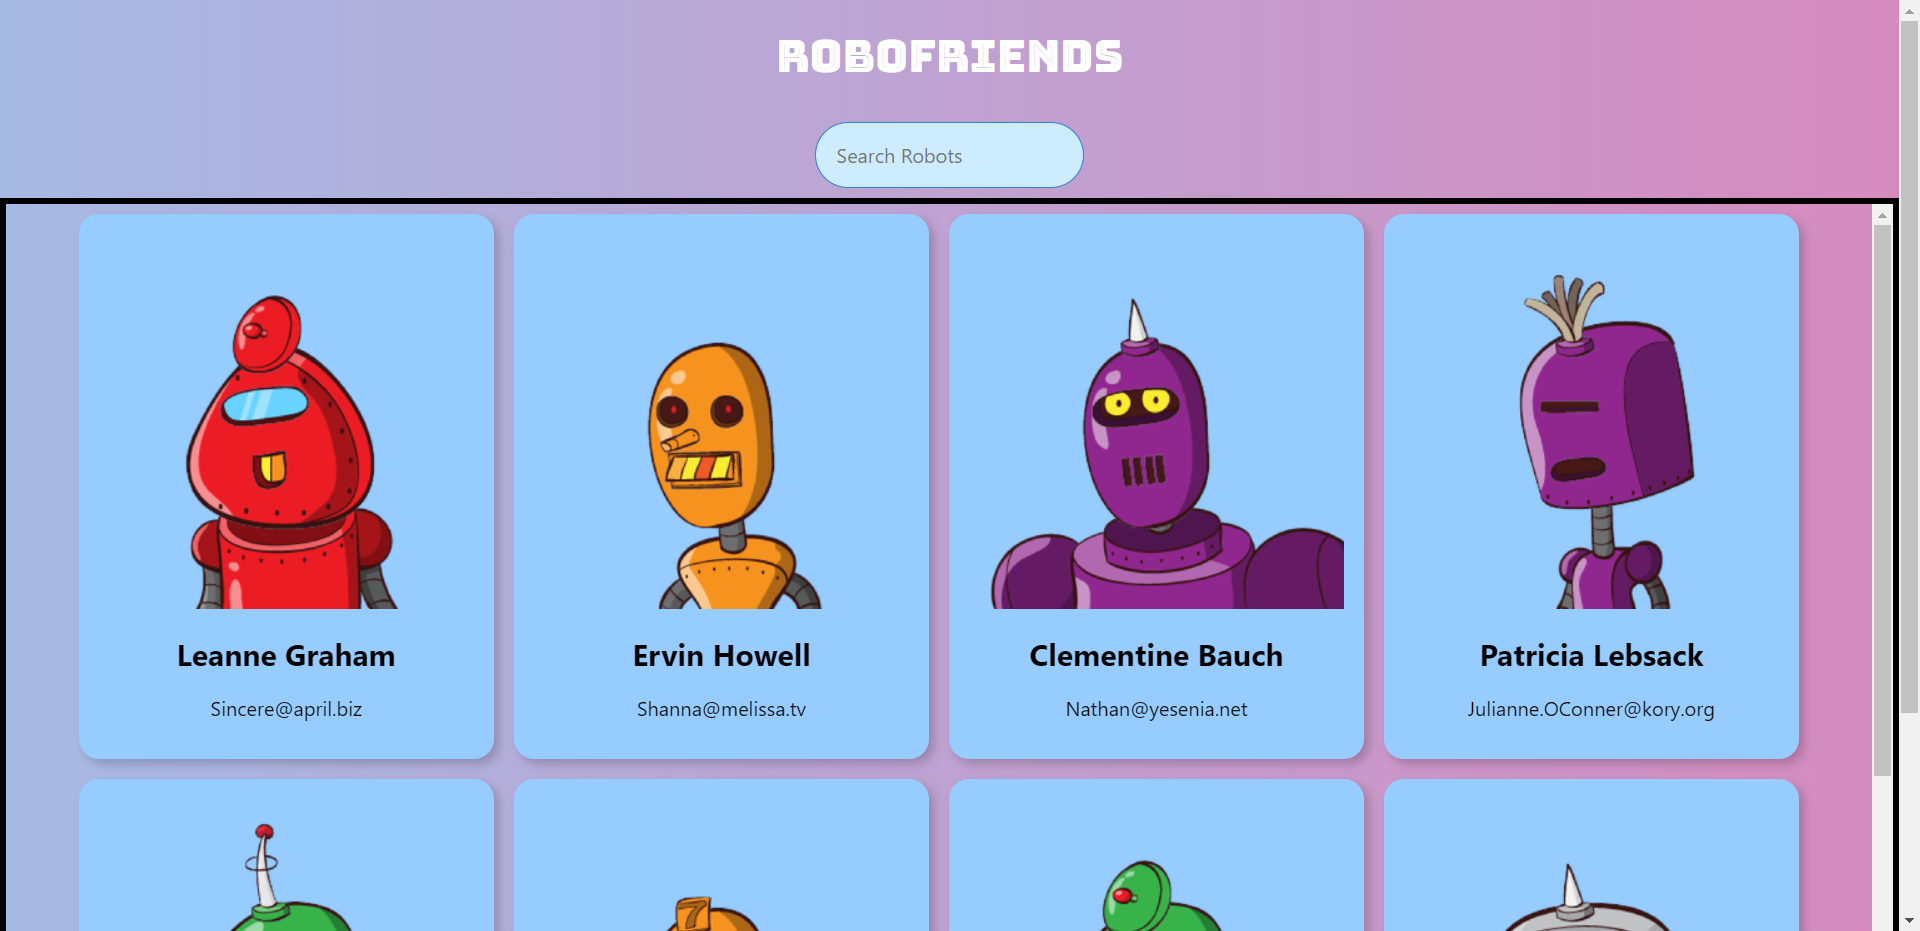 ROBOFRIENDS
Search Robots
Leanne Graham
Ervin Howell
Clementine Bauch
Patricia Lebsack
Sincere@april.biz
Shanna@melissa.tv
Nathan@yesenia.net
Julianne.OConner@kory.org
7